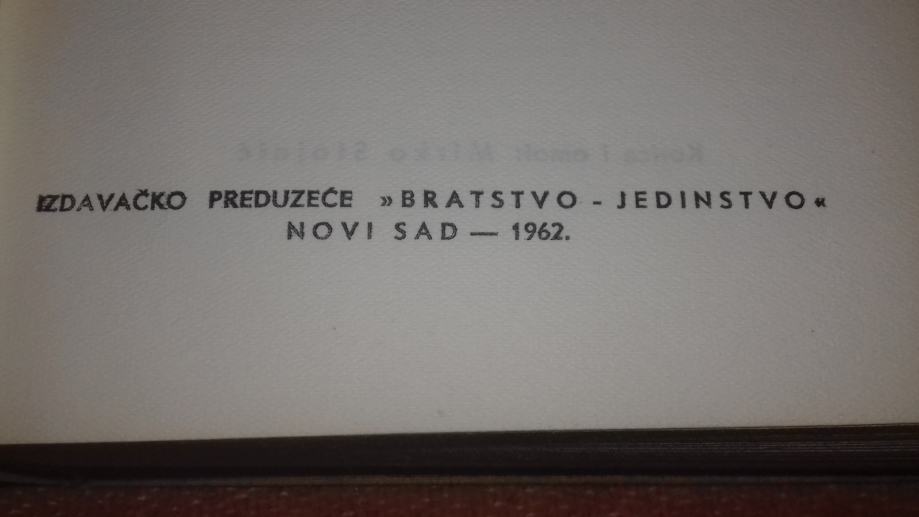 IZDAVAČKO PREDUZEĆE »BRATSTVO - JEDINSTVO«
NOVI SAD — 1962.